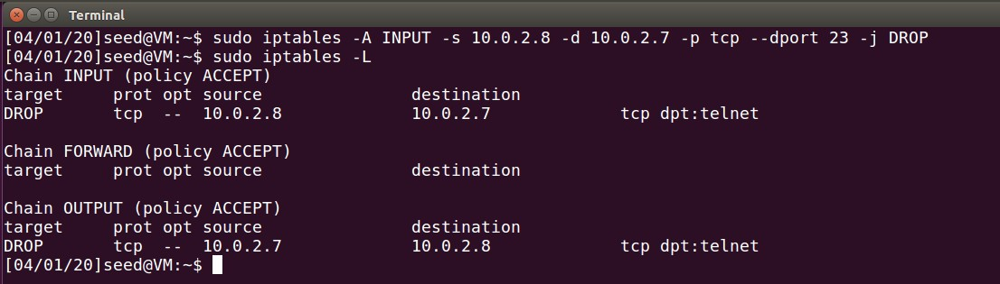 Terminal
[04/01/20]seed@VM:~$ sudo iptables -A INPUT -s 10.0.2.8 -d 10.0.2.7 -p tcp --dport 23 -j DROP
[04/01/20]seed@VM:~$ sudo iptables -L
Chain INPUT (policy ACCEPT)
target     prot opt source               destination
DROP       tcp  --  10.0.2.8             10.0.2.7             tcp dpt:telnet

Chain FORWARD (policy ACCEPT)
target     prot opt source               destination

Chain OUTPUT (policy ACCEPT)
target     prot opt source               destination
DROP       tcp  --  10.0.2.7             10.0.2.8             tcp dpt:telnet
[04/01/20]seed@VM:~$